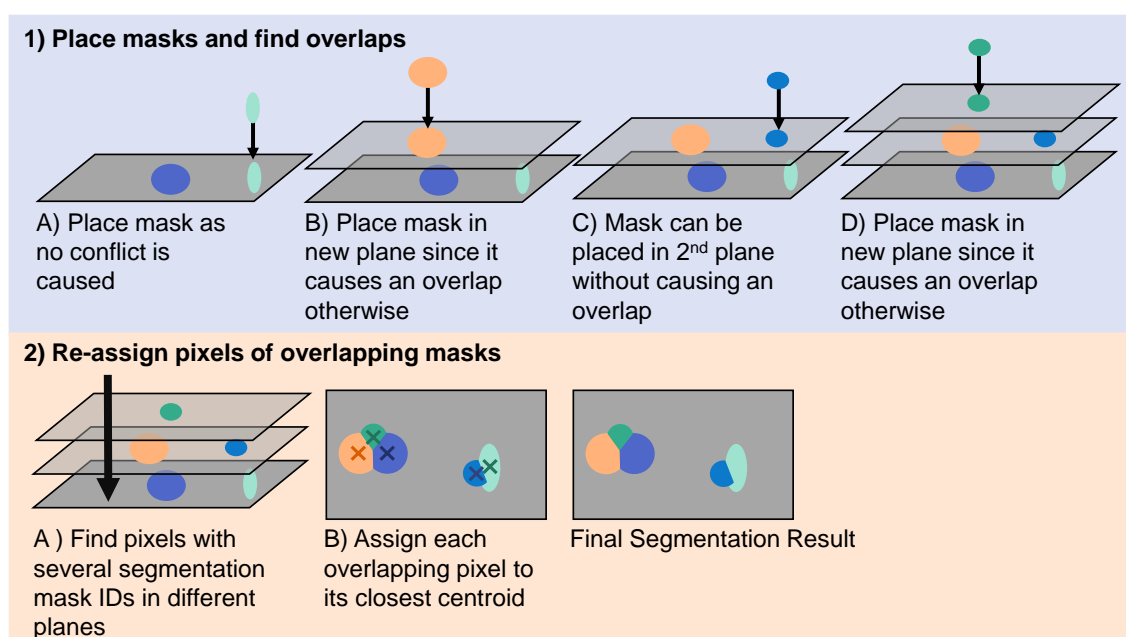 1) Place masks and find overlaps
A) Place mask as
no conflict is
caused
B) Place mask in
new plane since it
causes an overlap
otherwise
C) Mask can be
placed in 2nd plane
without causing an
overlap
D) Place mask in
new plane since it
causes an overlap
otherwise
2) Re-assign pixels of overlapping masks
A ) Find pixels with
several segmentation
mask IDs in different
planes
B) Assign each
overlapping pixel to
its closest centroid
Final Segmentation Result